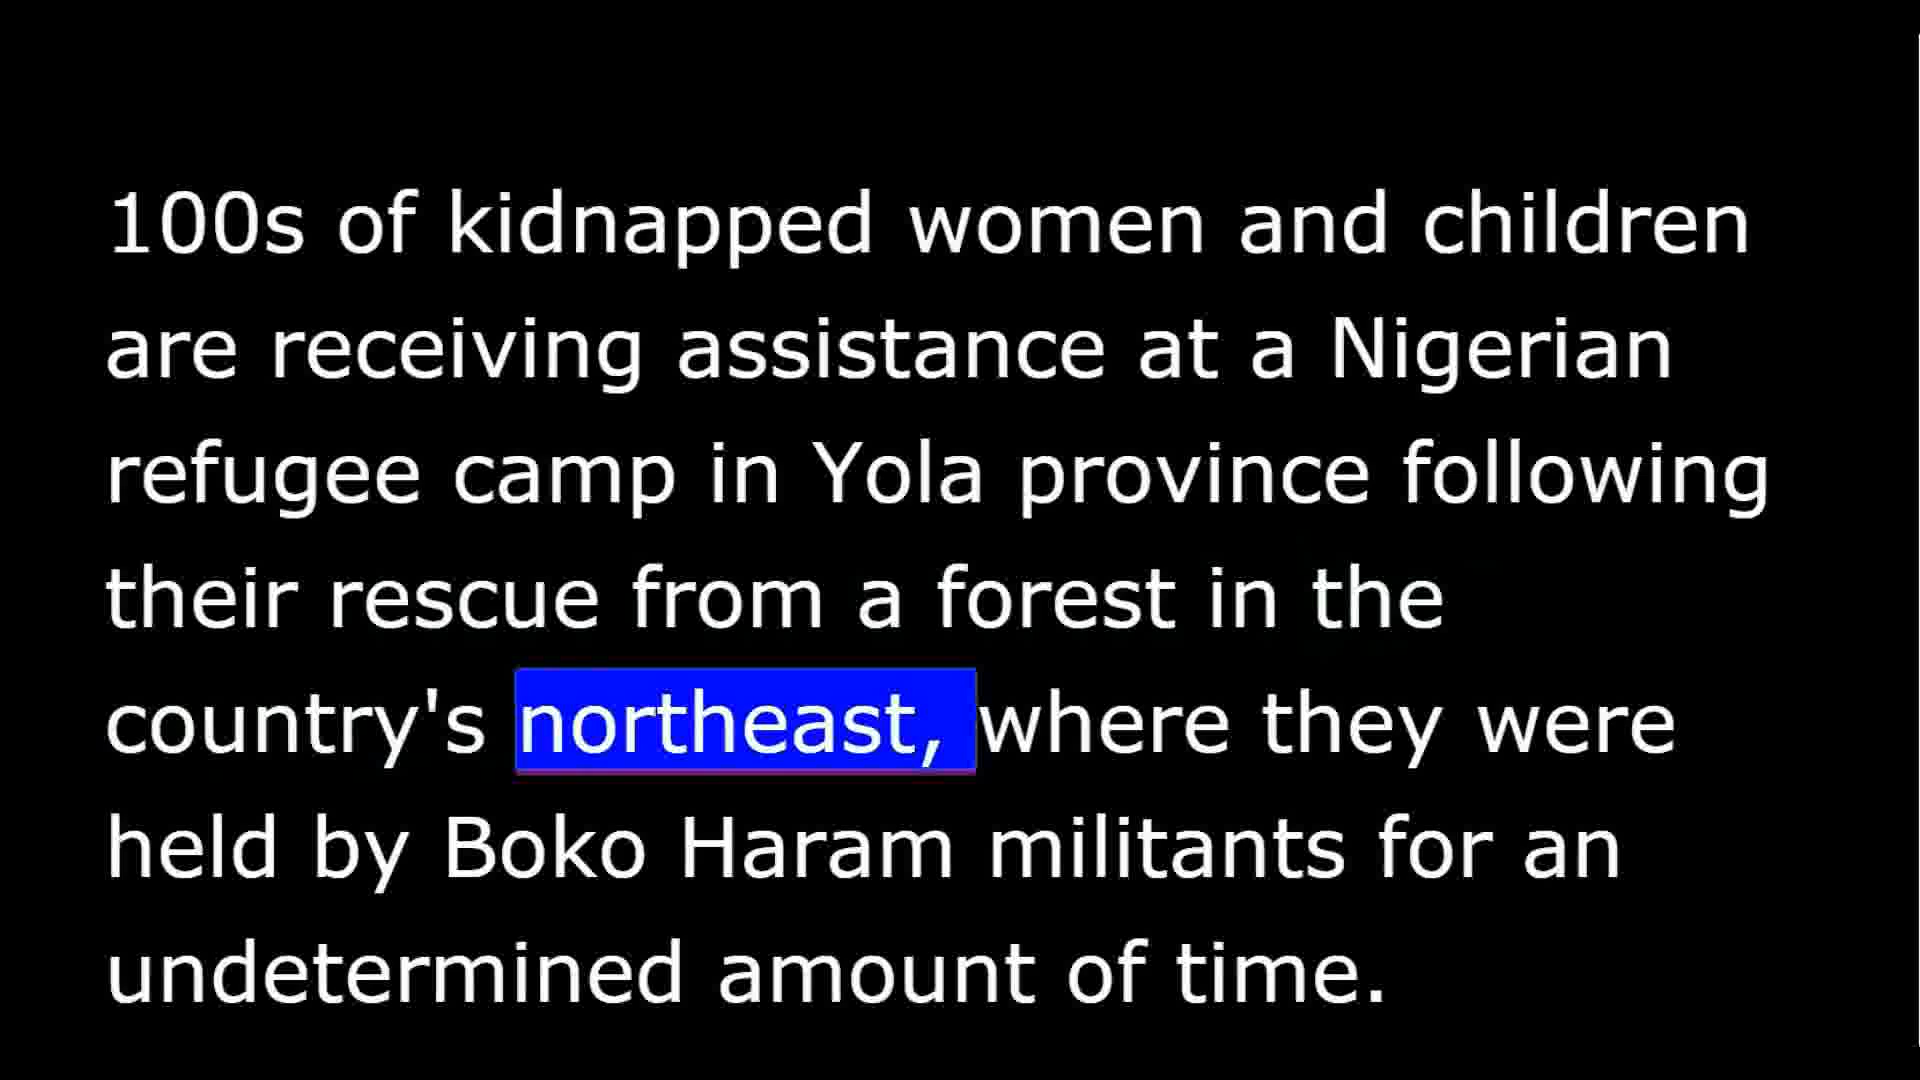 100s of kidnapped women and children
are receiving assistance at a Nigerian
refugee camp in Yola province following
their rescue from a forest in the
country's northeast, where they were
held by Boko Haram militants for an
undetermined amount of time.